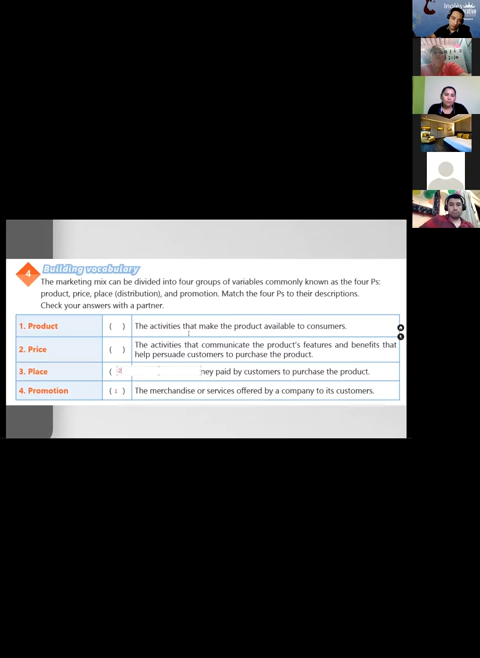 Inglés
4 Building vocabulary
The marketing mix can be divided into four groups of variables commonly known as the four Ps:
product, price, place (distribution), and promotion. Match the four Ps to their descriptions.
Check your answers with a partner.
1. Product ( ) The activities that make the product available to consumers.
2. Price ( ) The activities that communicate the product's features and benefits that
help persuade customers to purchase the product.
3. Place ( 2 ney paid by customers to purchase the product.
4. Promotion ( 1 ) The merchandise or services offered by a company to its customers.